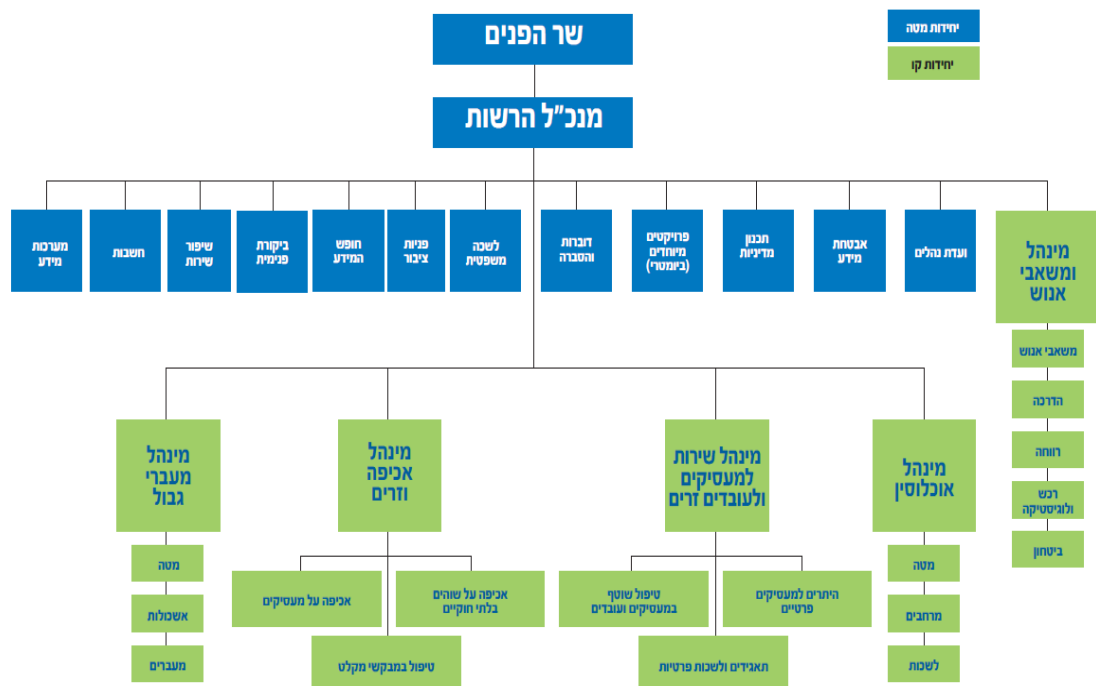 שר הפנים
יחידות מטה
יחידות קו
מנכ"ל הרשות
מינהל
ומשאבי
אנוש
ועדת נהלים
אבטחת
מידע
תכנון
מדיניות
פרויקטים
מיוחדים
(ביומטרי)
דוברות
והסברה
לשכה
משפטית
פניות
ציבור
חופש
המידע
ביקורת
פנימית
שיפור
שירות
חשבות
מערכות
מידע
משאבי אנוש
הדרכה
רווחה
רכש
ולוגיסטיקה
ביטחון
מינהל
אוכלוסין
מטה
מרחבים
לשכות
מינהל שירות
למעסיקים
ולעובדים זרים
היתרים למעסיקים
פרטיים
טיפול שוטף
במעסיקים ועובדים
תאגידים ולשכות פרטיות
מינהל
אכיפה
וזרים
אכיפה על שוהים
בלתי חוקיים
אכיפה על מעסיקים
טיפול במבקשי מקלט
מינהל
מעברי
גבול
מטה
אשכולות
מעברים